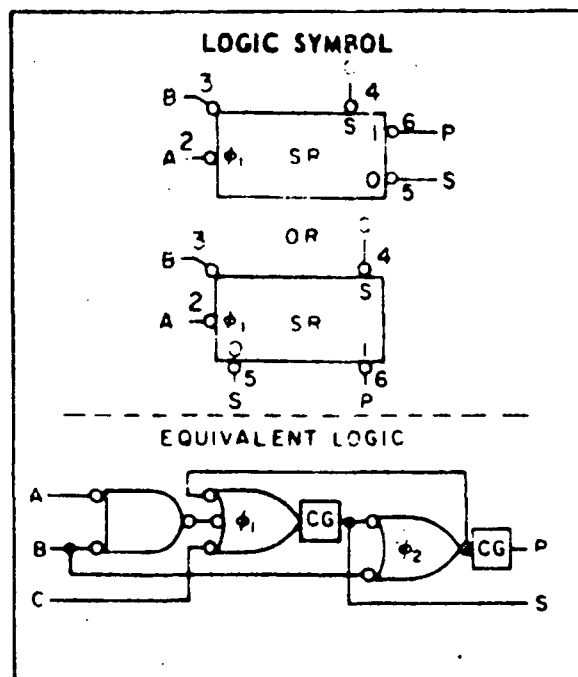 LOGIC SYMBOL
B 3 4
S
A 2 φ₁ SR 1 6 P
0 5 S
OR
3 4
S
A 2 φ₁ SR
1
5 6
S P
EQUIVALENT LOGIC
A
φ₁ CG
B φ₂ CG P
C S